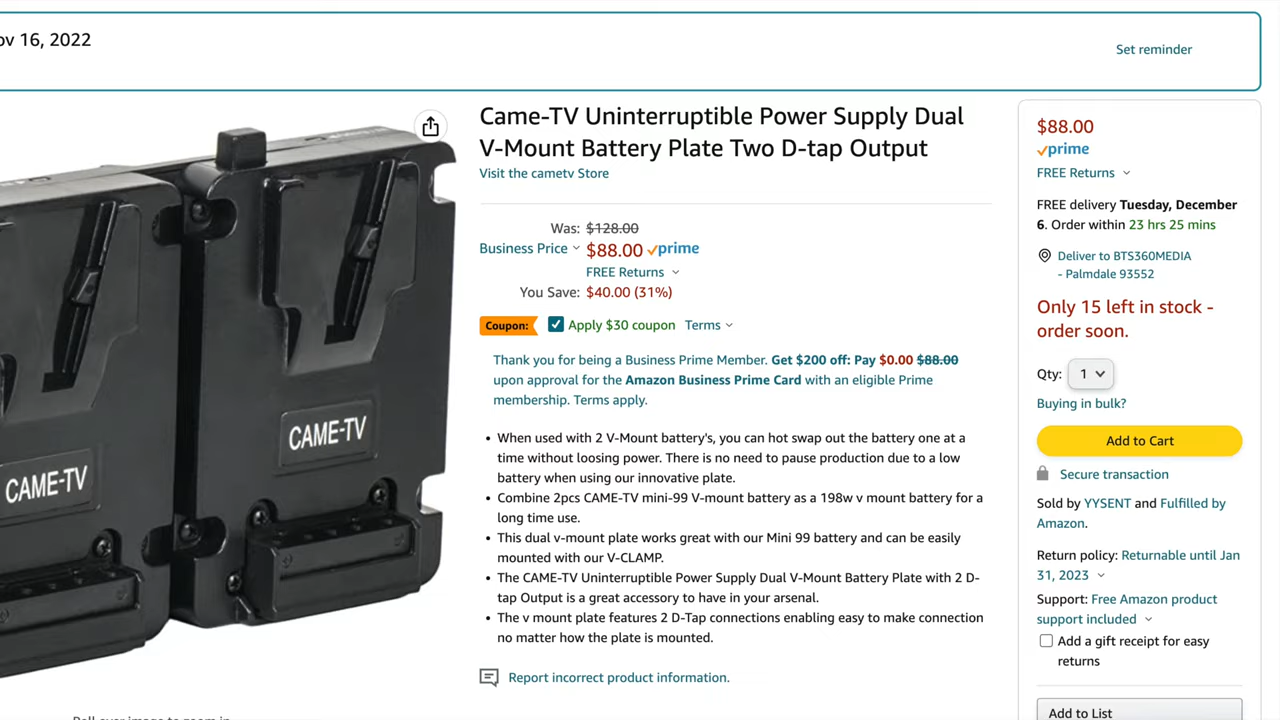 ov 16, 2022
Set reminder
Came-TV Uninterruptible Power Supply Dual
V-Mount Battery Plate Two D-tap Output
Visit the cametv Store
Was: $128.00
Business Price $88.00 prime
FREE Returns
You Save: $40.00 (31%)
Coupon: Apply $30 coupon Terms
Thank you for being a Business Prime Member. Get $200 off: Pay $0.00 $88.00
upon approval for the Amazon Business Prime Card with an eligible Prime
membership. Terms apply.
• When used with 2 V-Mount battery's, you can hot swap out the battery one at a
time without loosing power. There is no need to pause production due to a low
battery when using our innovative plate.
• Combine 2pcs CAME-TV mini-99 V-mount battery as a 198w v mount battery for a
long time use.
• This dual v-mount plate works great with our Mini 99 battery and can be easily
mounted with our V-CLAMP.
• The CAME-TV Uninterruptible Power Supply Dual V-Mount Battery Plate with 2 D-
tap Output is a great accessory to have in your arsenal.
• The v mount plate features 2 D-Tap connections enabling easy to make connection
no matter how the plate is mounted.
Report incorrect product information.
CAME-TV
CAME-TV
$88.00
prime
FREE Returns
FREE delivery Tuesday, December
6. Order within 23 hrs 25 mins
Deliver to BTS360MEDIA
- Palmdale 93552
Only 15 left in stock -
order soon.
Qty: 1
Buying in bulk?
Add to Cart
Secure transaction
Sold by YYSENT and Fulfilled by
Amazon.
Return policy: Returnable until Jan
31, 2023
Support: Free Amazon product
support included
Add a gift receipt for easy
returns
Add to List